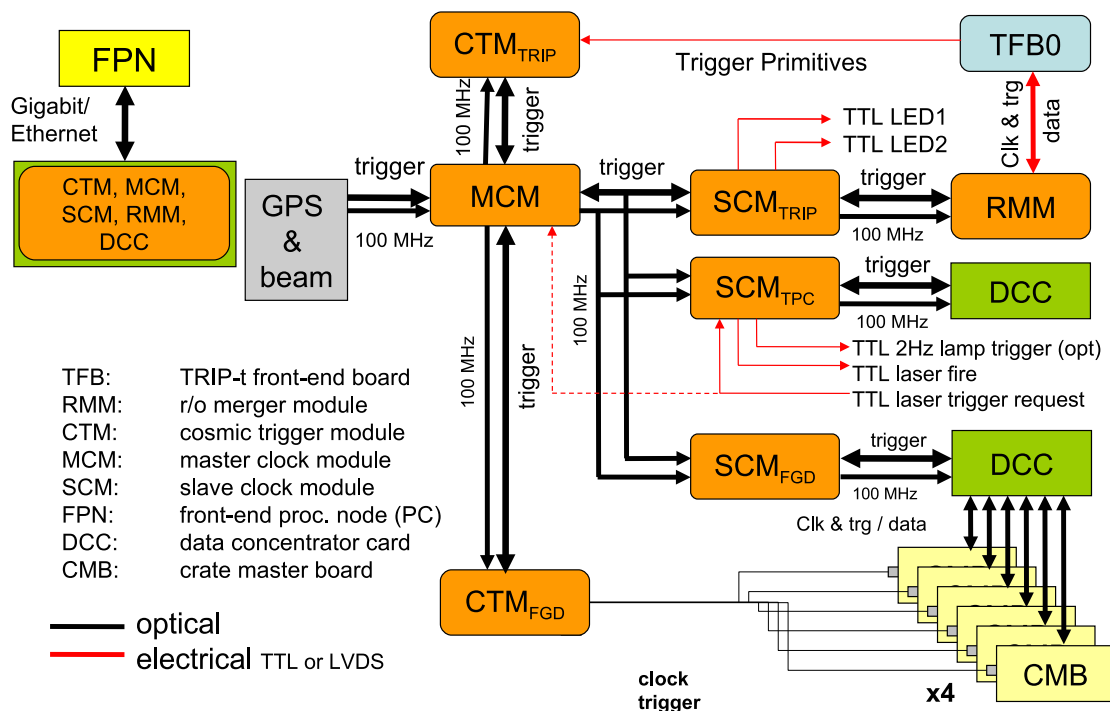 FPN
Gigabit/
Ethernet
CTM, MCM,
SCM, RMM,
DCC
GPS
&
beam
trigger
100 MHz
CTMTRIP
100 MHz
trigger
MCM
Trigger Primitives
TFB0
Clk & trg
data
TTL LED1
TTL LED2
trigger
SCMTRIP
trigger
100 MHz
RMM
SCMTPC
trigger
100 MHz
DCC
TTL 2Hz lamp trigger (opt)
TTL laser fire
TTL laser trigger request
100 MHz
trigger
100 MHz
SCMFGD
trigger
100 MHz
DCC
Clk & trg / data
CTMFGD
CMB
x4
clock
trigger
TFB: TRIP-t front-end board
RMM: r/o merger module
CTM: cosmic trigger module
MCM: master clock module
SCM: slave clock module
FPN: front-end proc. node (PC)
DCC: data concentrator card
CMB: crate master board
optical
electrical TTL or LVDS